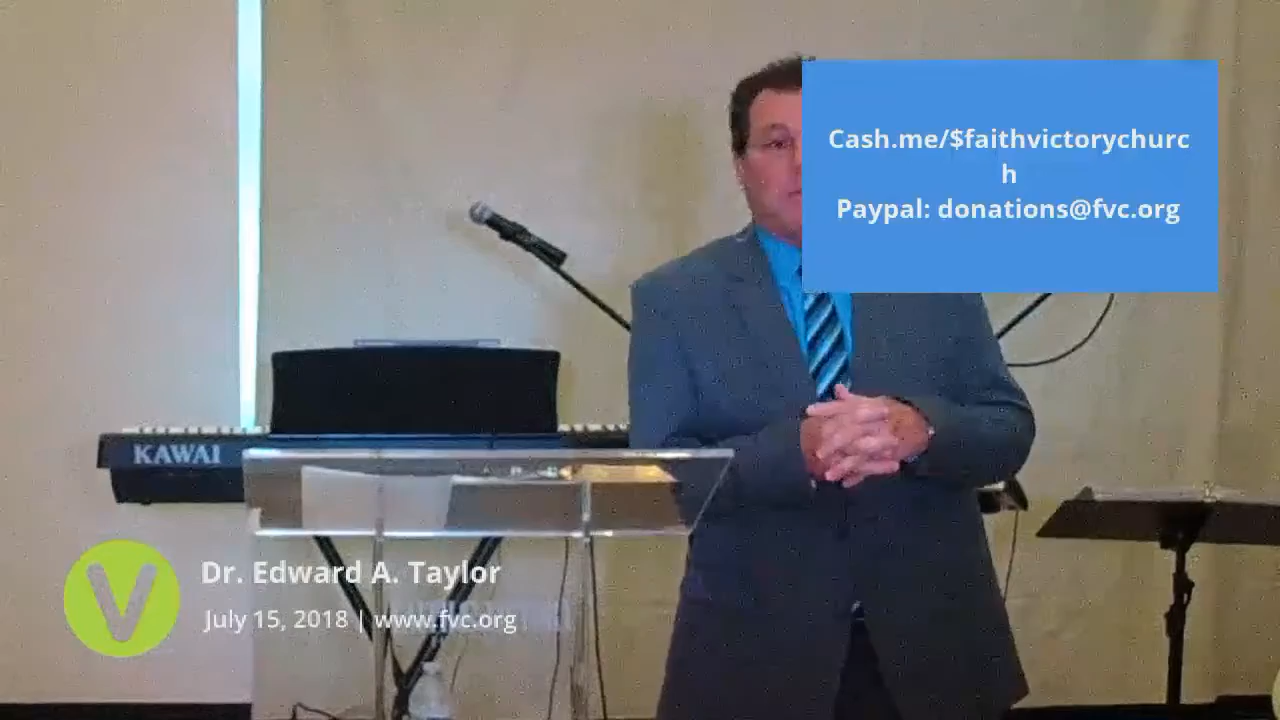 Cash.me/$faithvictorychurc
h
Paypal: donations@fvc.org
KAWAI
V
Dr. Edward A. Taylor
July 15, 2018 | www.fvc.org